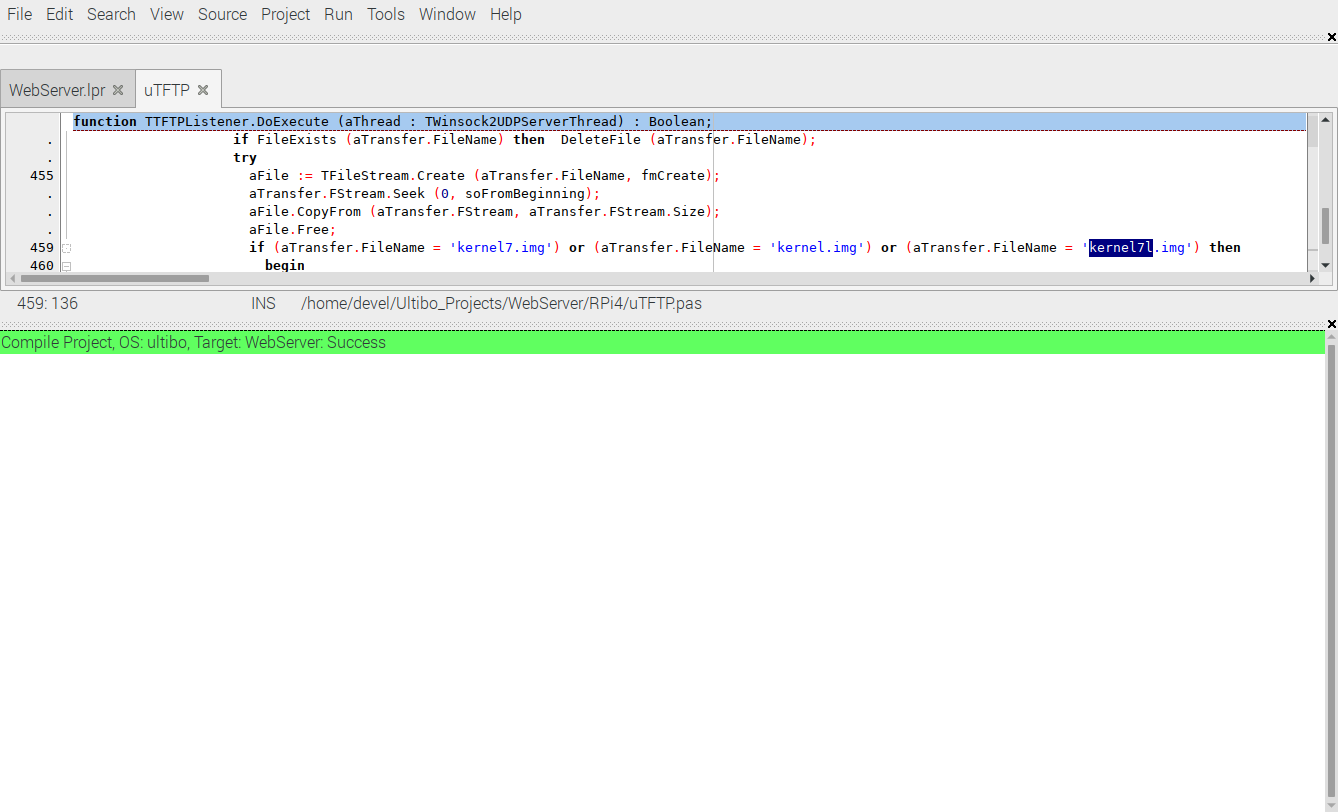 File Edit Search View Source Project Run Tools Window Help
WebServer.lpr uTFTP
function TTFTPListener.DoExecute (aThread : TWinsock2UDPServerThread) : Boolean;
. if FileExists (aTransfer.FileName) then  DeleteFile (aTransfer.FileName);
. try
455 aFile := TFileStream.Create (aTransfer.FileName, fmCreate);
. aTransfer.FStream.Seek (0, soFromBeginning);
. aFile.CopyFrom (aTransfer.FStream, aTransfer.FStream.Size);
. aFile.Free;
459 if (aTransfer.FileName = 'kernel7.img') or (aTransfer.FileName = 'kernel.img') or (aTransfer.FileName = 'kernel7l.img') then
460 begin
459: 136 INS /home/devel/Ultibo_Projects/WebServer/RPi4/uTFTP.pas
Compile Project, OS: ultibo, Target: WebServer: Success